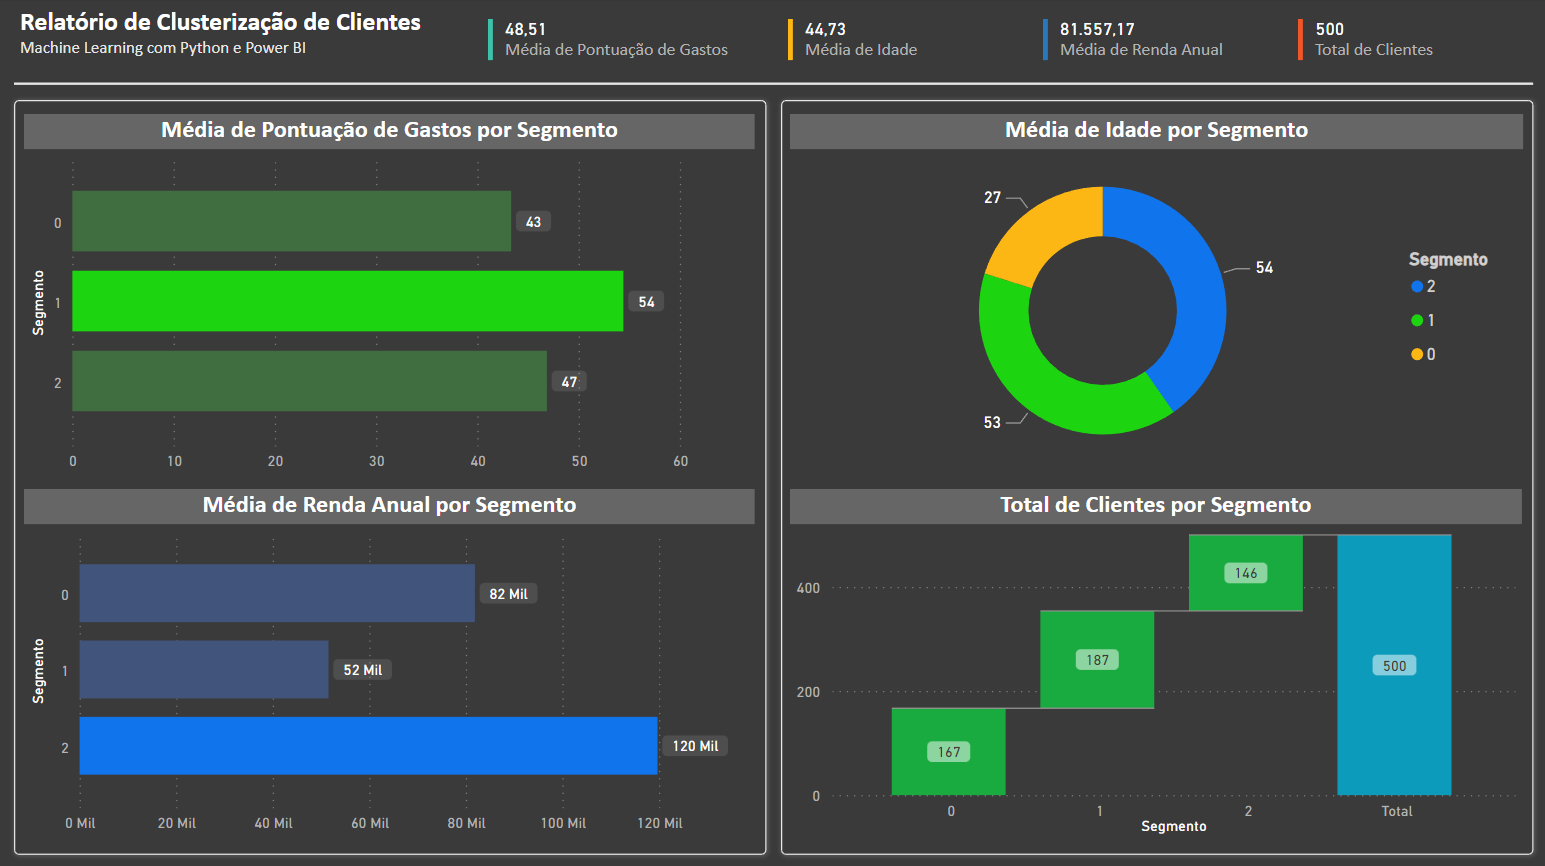 Relatório de Clusterização de Clientes
Machine Learning com Python e Power BI
48,51
Média de Pontuação de Gastos
44,73
Média de Idade
81.557,17
Média de Renda Anual
500
Total de Clientes
Média de Pontuação de Gastos por Segmento
Segmento
0
43
1
54
2
47
0 10 20 30 40 50 60
Média de Idade por Segmento
27
54
53
Segmento
2
1
0
Média de Renda Anual por Segmento
Segmento
0
82 Mil
1
52 Mil
2
120 Mil
0 Mil 20 Mil 40 Mil 60 Mil 80 Mil 100 Mil 120 Mil
Total de Clientes por Segmento
400
200
0
167
187
146
500
0 1 2 Total
Segmento